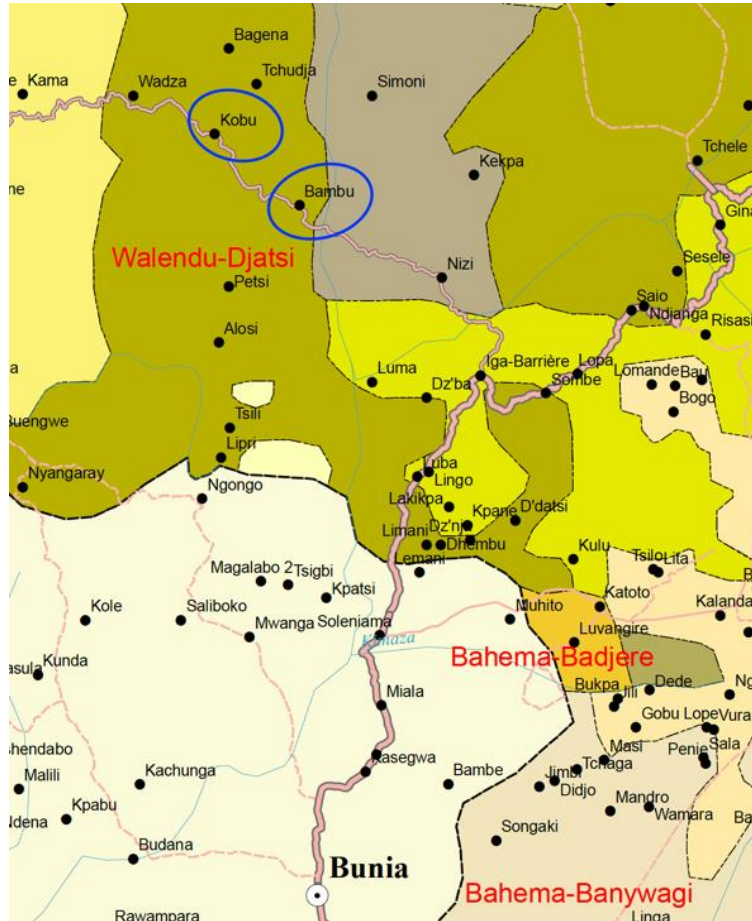 Bagena
Tchudja
Kama
Wadza
Simoni
Kobu
Tchele
Kekpa
Bambu
Gina
Walendu-Djatsi
Sesele
Nizi
Petsi
Saio
Ndjanga
Risasi
Alosi
Iga-Barrière
Lopa
Luma
Lomande
Bau
Dz'ba
Sombe
Bogo
Tsili
Lipri
Nyangaray
Lingo
Ngongo
Lakikpa
Kpane
D'datsi
Limani
Dz'nju
Dhembu
Kulu
Tsilo
Lita
Lemani
Magalabo 2
Tsigbi
Kpatsi
Katoto
Kole
Saliboko
Muhito
Kalanda
Mwanga
Soleniama
Luvangire
Bahema-Badjere
Kunda
Bukpa
Jili
Dede
Miala
Gobu
Lope
Vura
Masl
Penie
Sala
Kasegwa
Tchaga
Malili
Kachunga
Bambe
Jimbi
Didjo
Kpabu
Mandro
Wamara
Ndena
Songaki
Budana
Bunia
Bahema-Banywagi
Rawampara
Linga